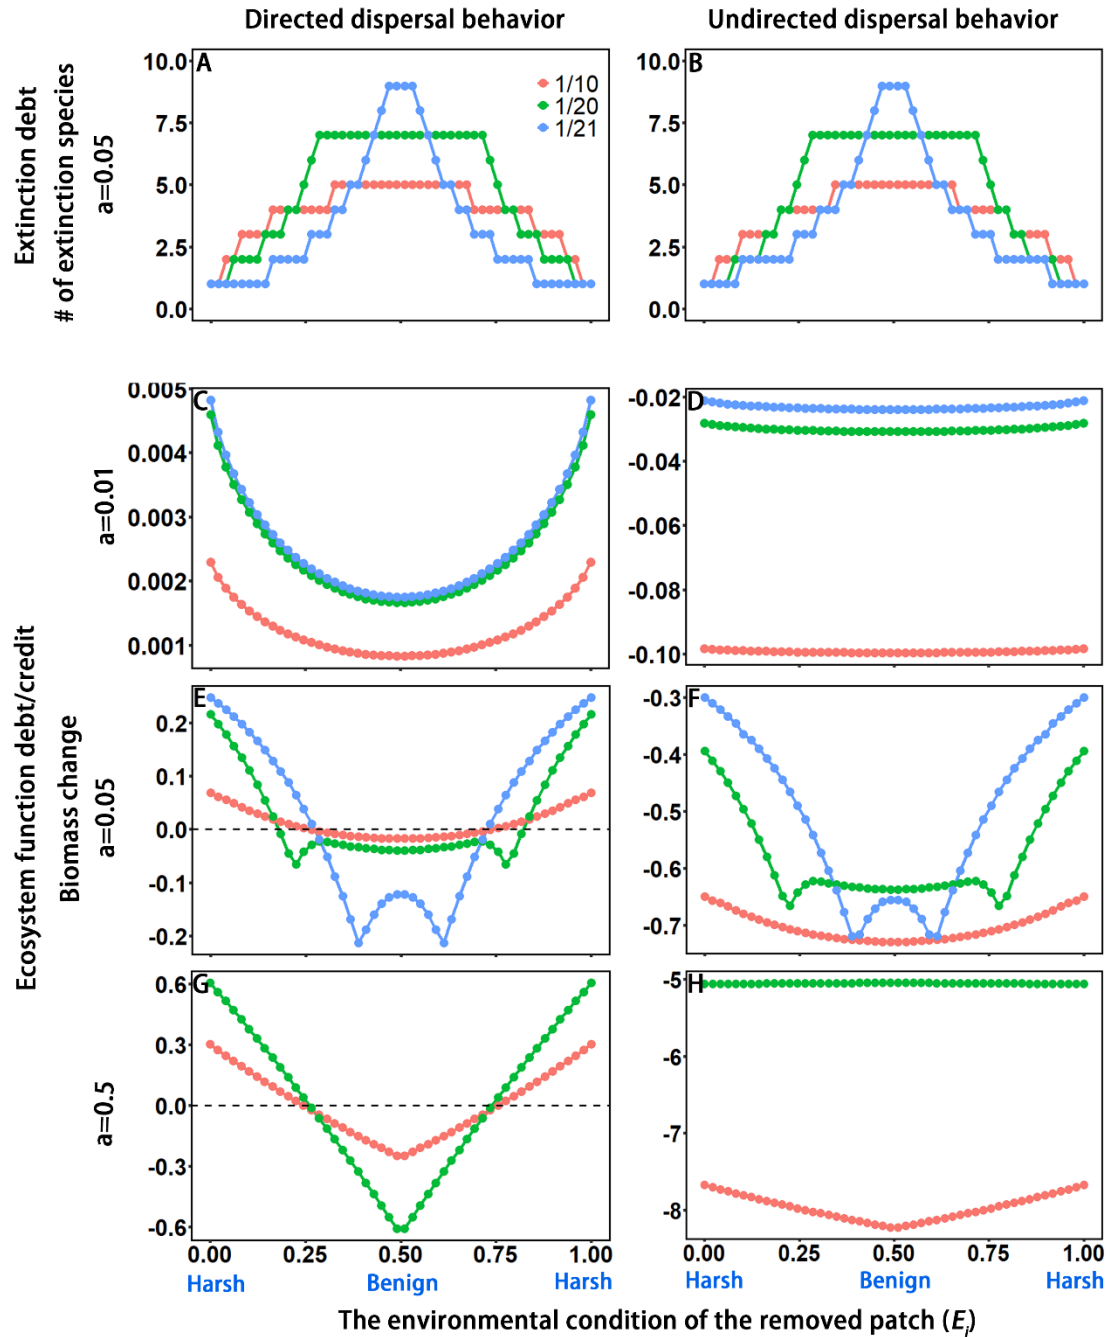 Directed dispersal behavior
Undirected dispersal behavior
Extinction debt
# of extinction species
a=0.05
A
10.0
7.5
5.0
2.5
0.0
1/10
1/20
1/21
B
10.0
7.5
5.0
2.5
0.0
Ecosystem function debt/credit
Biomass change
a=0.01
C
0.005
0.004
0.003
0.002
0.001
D
-0.02
-0.04
-0.06
-0.08
-0.10
a=0.05
E
0.2
0.1
0.0
-0.1
-0.2
F
-0.3
-0.4
-0.5
-0.6
-0.7
a=0.5
G
0.6
0.3
0.0
-0.3
-0.6
H
-5
-6
-7
-8
0.00 0.25 0.50 0.75 1.00
0.00 0.25 0.50 0.75 1.00
Harsh Benign Harsh
Harsh Benign Harsh
The environmental condition of the removed patch (Ei)